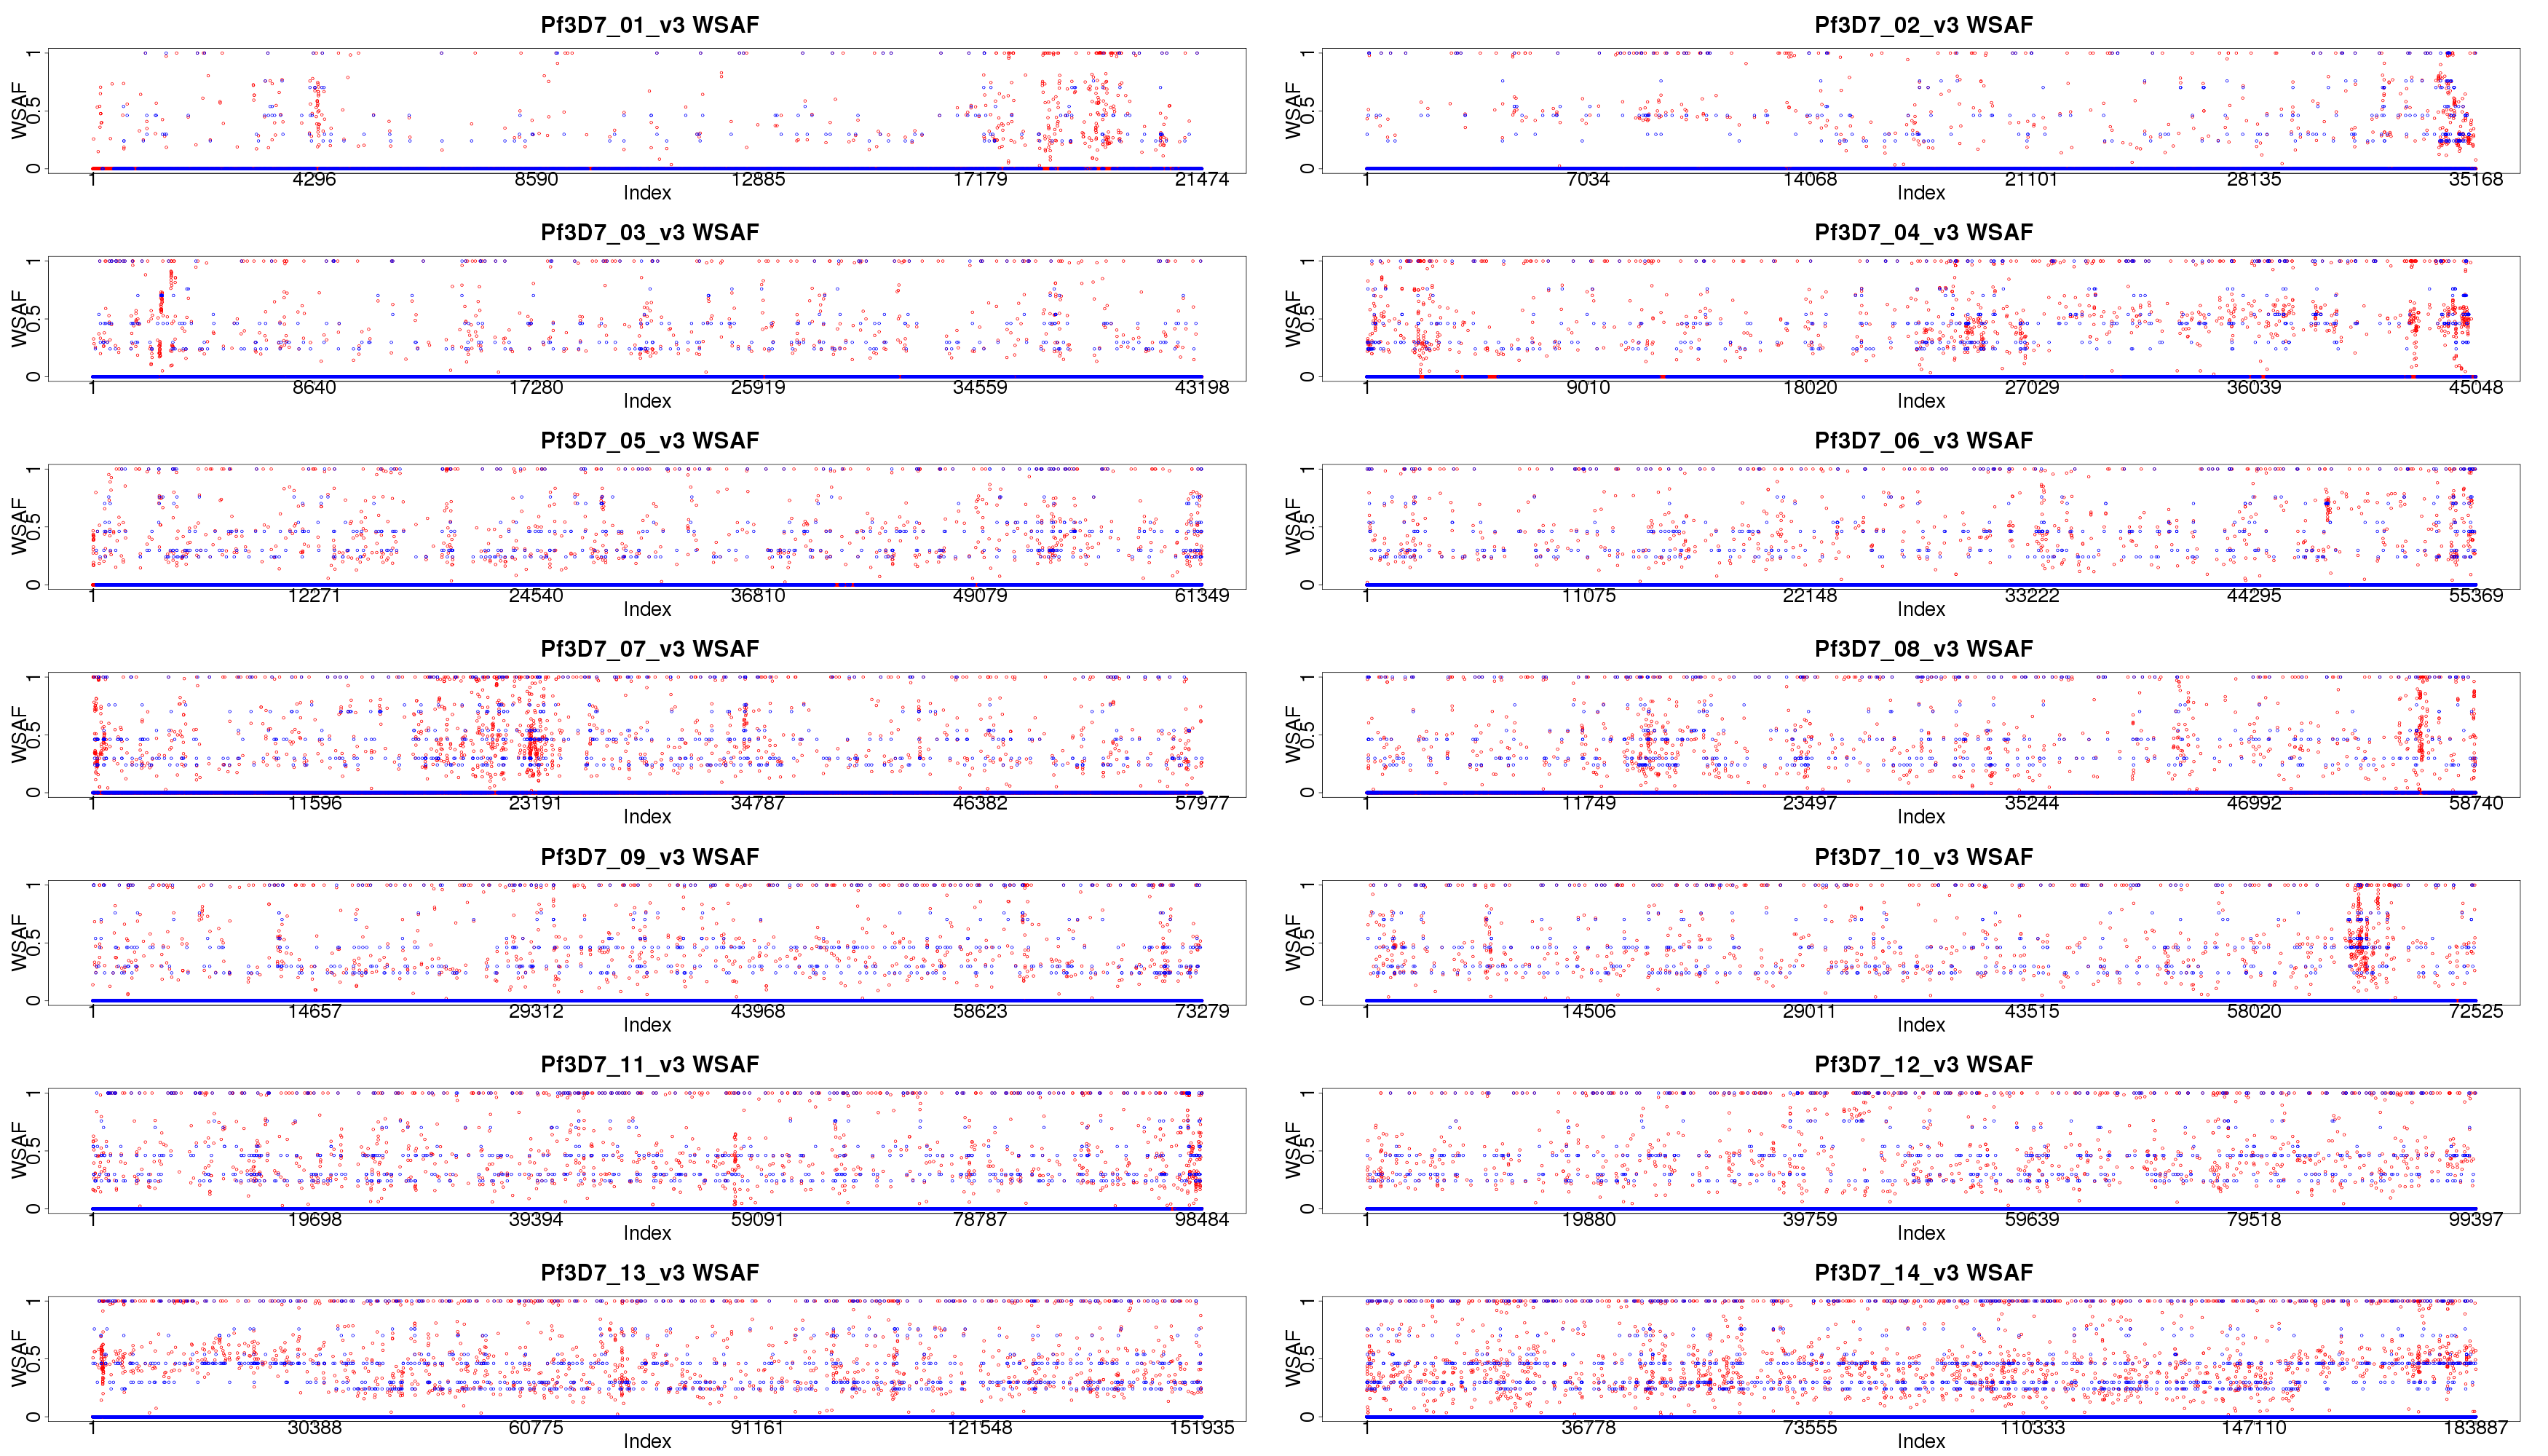 Pf3D7_01_v3 WSAF
WSAF
0 0.5 1
1 4296 8590 12885 17179 21474
Index
Pf3D7_02_v3 WSAF
WSAF
0 0.5 1
1 7034 14068 21101 28135 35168
Index
Pf3D7_03_v3 WSAF
WSAF
0 0.5 1
1 8640 17280 25919 34559 43198
Index
Pf3D7_04_v3 WSAF
WSAF
0 0.5 1
1 9010 18020 27029 36039 45048
Index
Pf3D7_05_v3 WSAF
WSAF
0 0.5 1
1 12271 24540 36810 49079 61349
Index
Pf3D7_06_v3 WSAF
WSAF
0 0.5 1
1 11075 22148 33222 44295 55369
Index
Pf3D7_07_v3 WSAF
WSAF
0 0.5 1
1 11596 23191 34787 46382 57977
Index
Pf3D7_08_v3 WSAF
WSAF
0 0.5 1
1 11749 23497 35244 46992 58740
Index
Pf3D7_09_v3 WSAF
WSAF
0 0.5 1
1 14657 29312 43968 58623 73279
Index
Pf3D7_10_v3 WSAF
WSAF
0 0.5 1
1 14506 29011 43515 58020 72525
Index
Pf3D7_11_v3 WSAF
WSAF
0 0.5 1
1 19698 39394 59091 78787 98484
Index
Pf3D7_12_v3 WSAF
WSAF
0 0.5 1
1 19880 39759 59639 79518 99397
Index
Pf3D7_13_v3 WSAF
WSAF
0 0.5 1
1 30388 60775 91161 121548 151935
Index
Pf3D7_14_v3 WSAF
WSAF
0 0.5 1
1 36778 73555 110333 147110 183887
Index